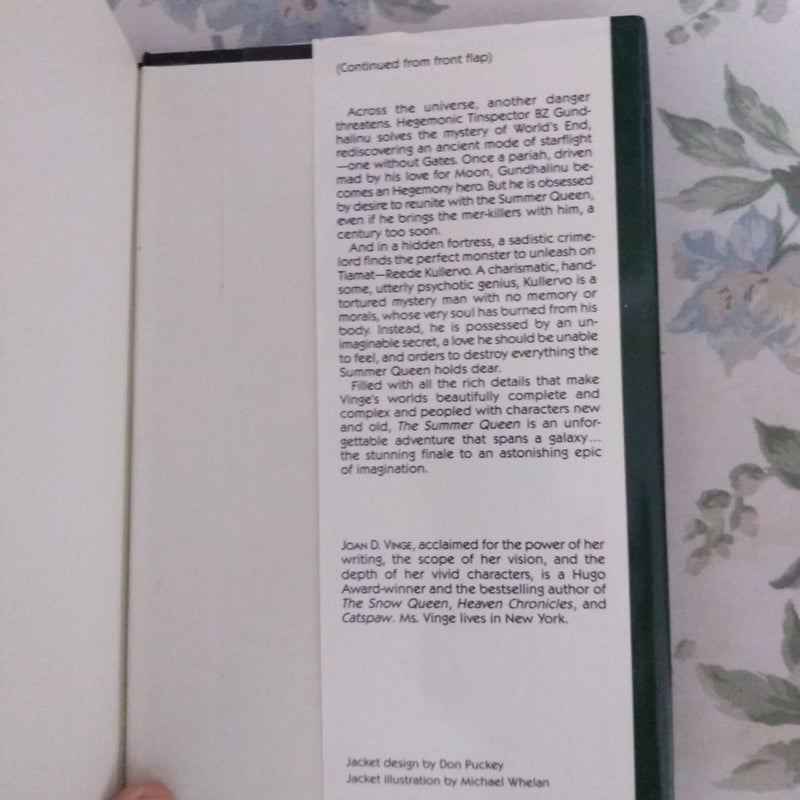 (Continued from front flap)
Across the universe, another danger
threatens. Hegemonic Tinspector BZ Gund-
halinu solves the mystery of World's End,
rediscovering an ancient mode of starflight
—one without Gates. Once a pariah, driven
mad by his love for Moon, Gundhalinu be-
comes an Hegemony hero. But he is obsessed
by desire to reunite with the Summer Queen,
even if he brings the mer-killers with him, a
century too soon.
And in a hidden fortress, a sadistic crime-
lord finds the perfect monster to unleash on
Tiamat—Reede Kullervo. A charismatic, hand-
some, utterly psychotic genius, Kullervo is a
tortured mystery man with no memory or
morals, whose very soul has burned from his
body. Instead, he is possessed by an un-
imaginable secret, a love he should be unable
to feel, and orders to destroy everything the
Summer Queen holds dear.
Filled with all the rich details that make
Vinge's worlds beautifully complete and
complex and peopled with characters new
and old, The Summer Queen is an unfor-
gettable adventure that spans a galaxy...
the stunning finale to an astonishing epic
of imagination.
JOAN D. VINGE, acclaimed for the power of her
writing, the scope of her vision, and the
depth of her vivid characters, is a Hugo
Award-winner and the bestselling author of
The Snow Queen, Heaven Chronicles, and
Catspaw. Ms. Vinge lives in New York.
Jacket design by Don Puckey
Jacket illustration by Michael Whelan